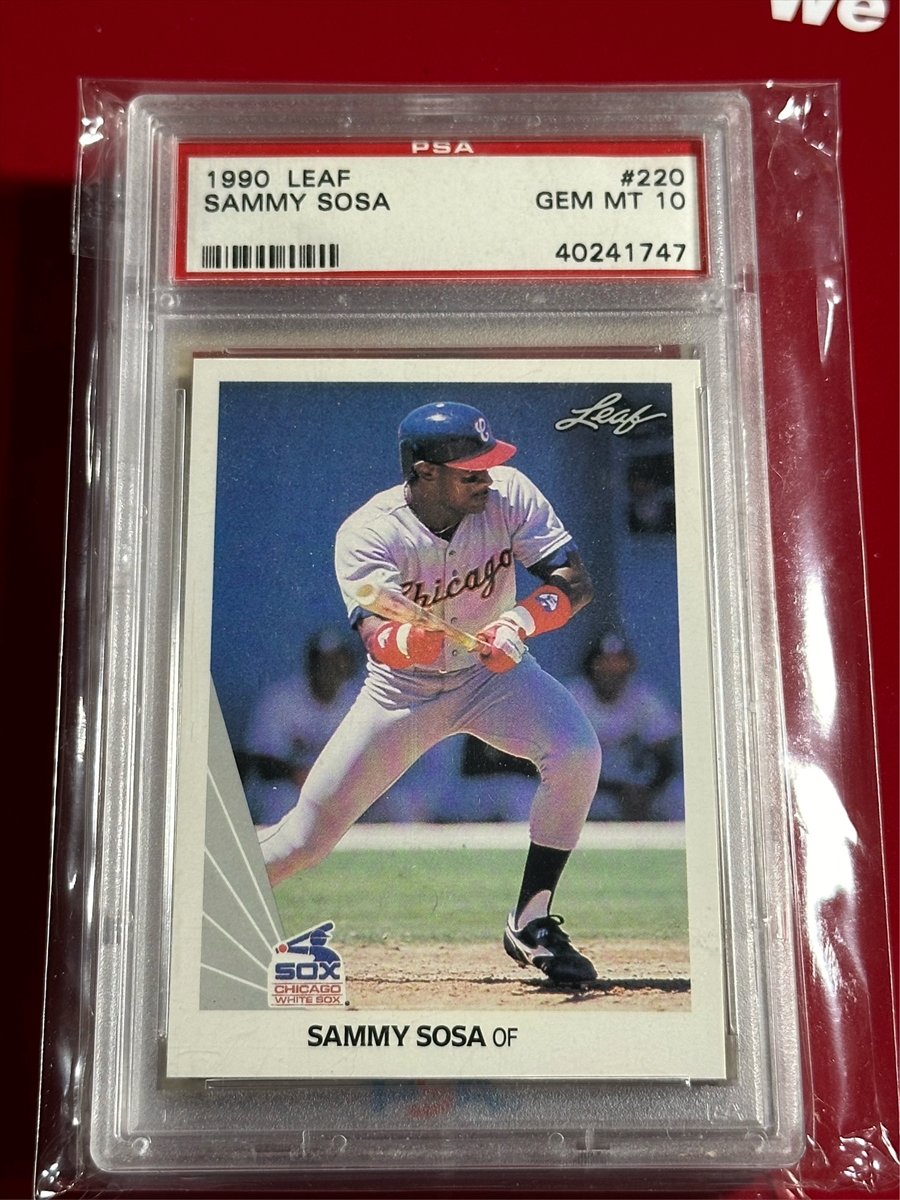 We
PSA
1990 LEAF #220
SAMMY SOSA GEM MT 10
40241747
Leaf
C
Chicago
SOX
CHICAGO
WHITE SOX
SAMMY SOSA OF